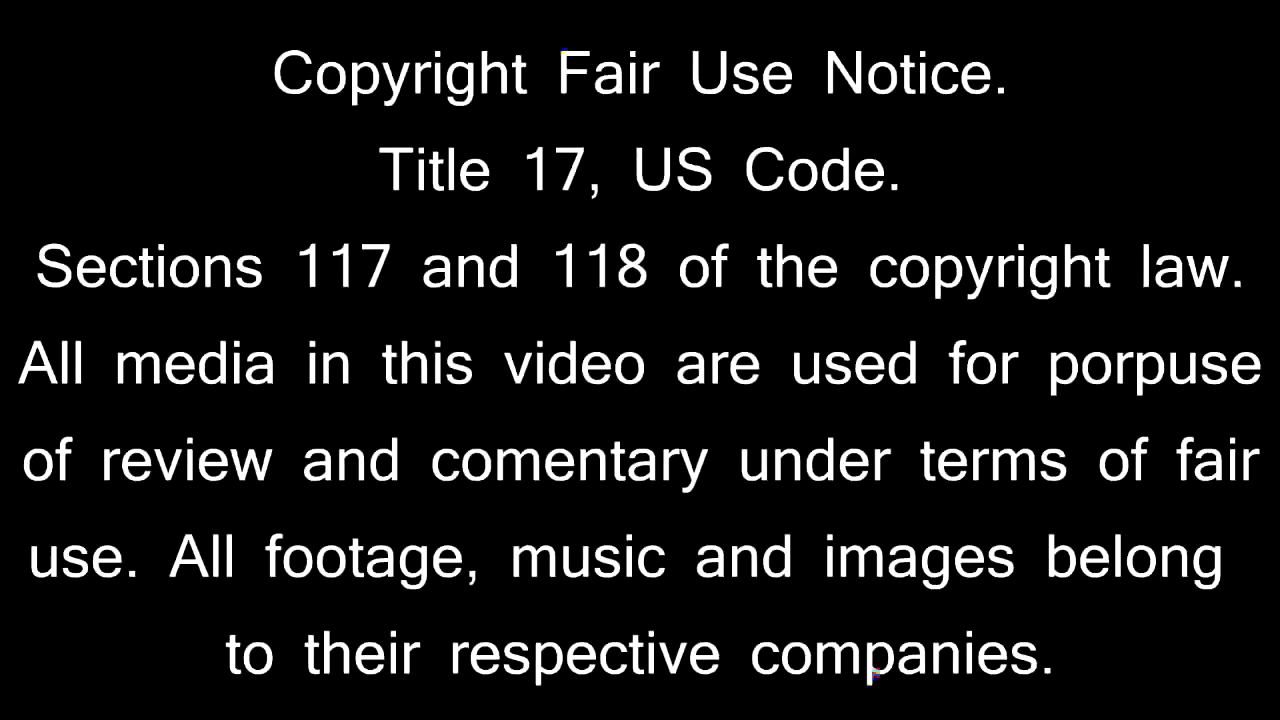 Copyright Fair Use Notice.
Title 17, US Code.
Sections 117 and 118 of the copyright law.
All media in this video are used for porpuse
of review and comentary under terms of fair
use. All footage, music and images belong
to their respective companies.